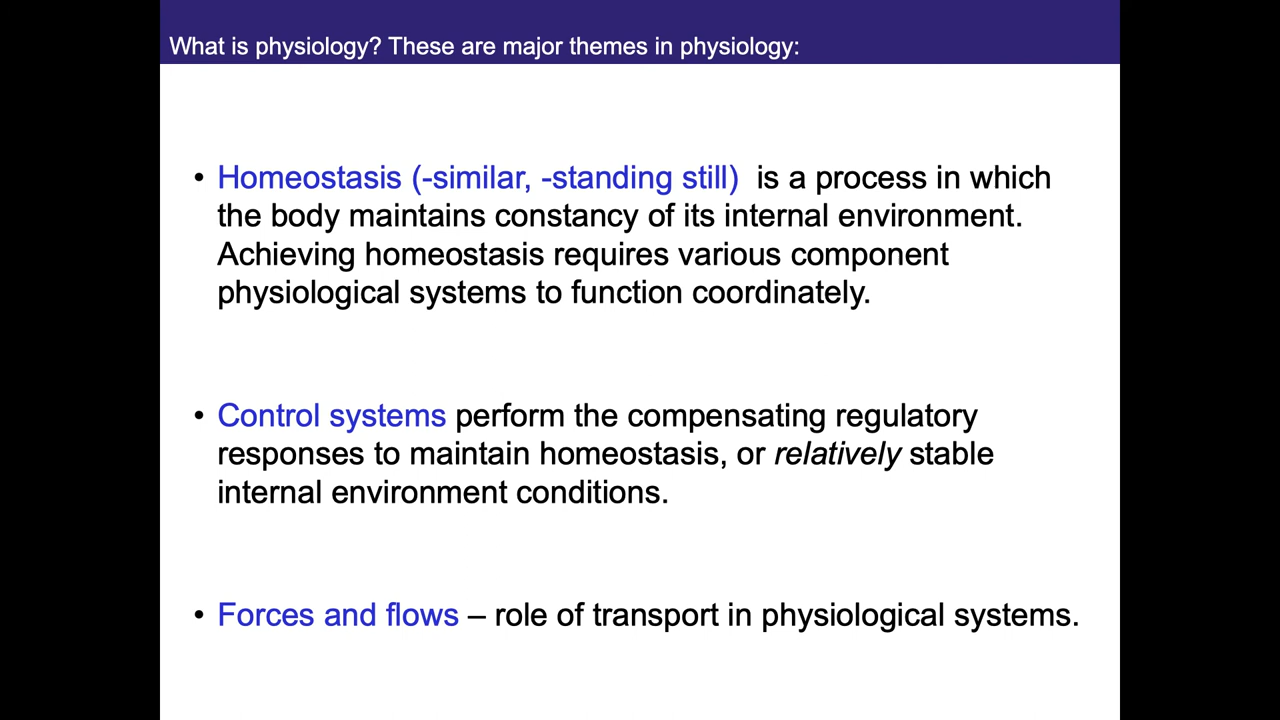 What is physiology? These are major themes in physiology:
• Homeostasis (-similar, -standing still)  is a process in which
the body maintains constancy of its internal environment.
Achieving homeostasis requires various component
physiological systems to function coordinately.
• Control systems perform the compensating regulatory
responses to maintain homeostasis, or relatively stable
internal environment conditions.
• Forces and flows – role of transport in physiological systems.